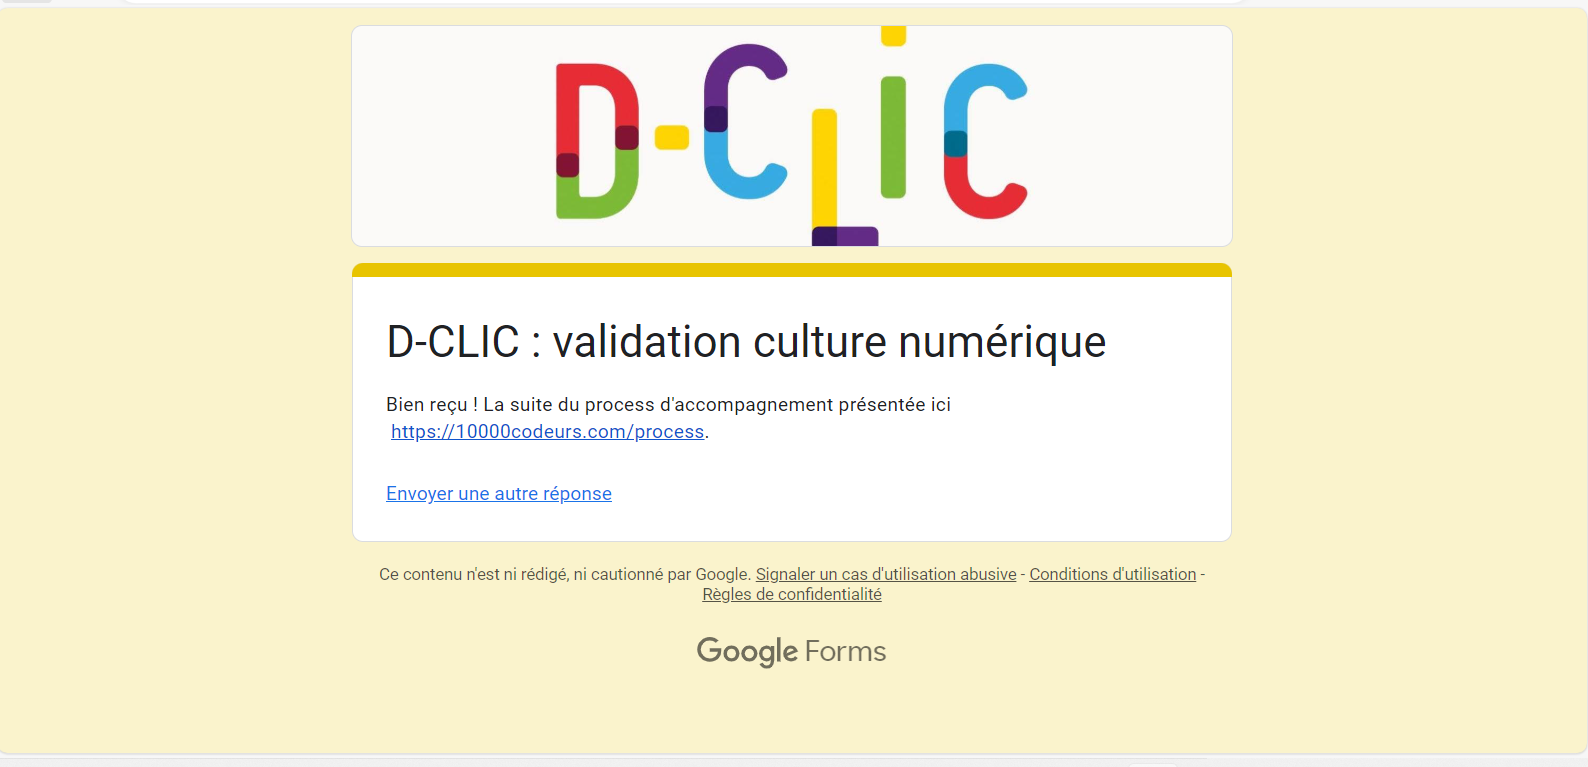 D-CLiC
D-CLIC : validation culture numérique
Bien reçu ! La suite du process d'accompagnement présentée ici
https://10000codeurs.com/process.
Envoyer une autre réponse
Ce contenu n'est ni rédigé, ni cautionné par Google. Signaler un cas d'utilisation abusive - Conditions d'utilisation -
Règles de confidentialité
Google Forms